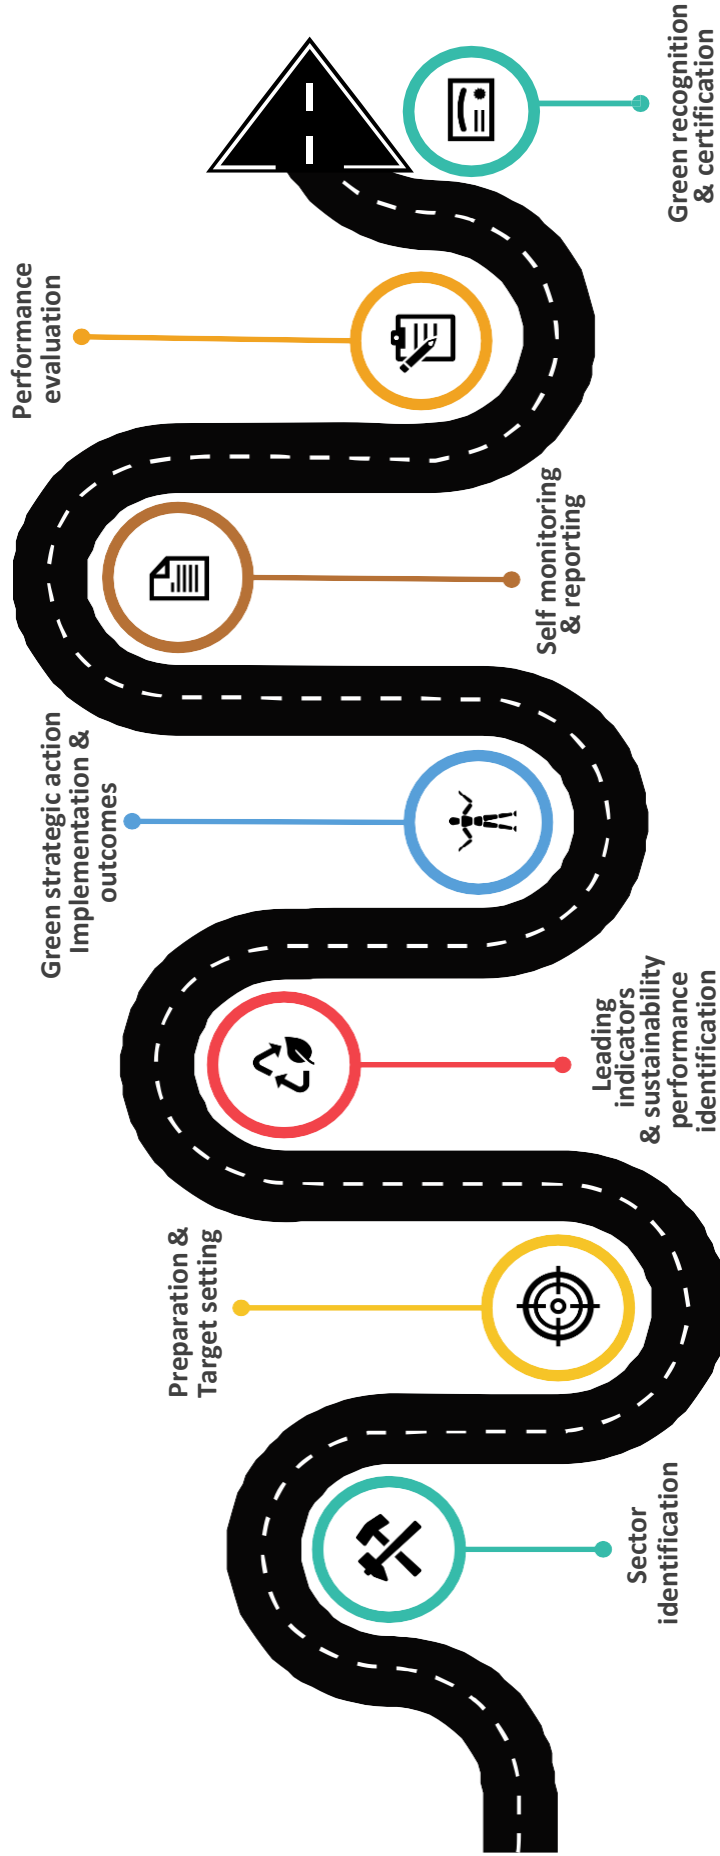 Sector
identification
Preparation &
Target setting
Leading
indicators
& sustainability
performance
identification
Green strategic action
Implementation &
outcomes
Self monitoring
& reporting
Performance
evaluation
Green recognition
& certification